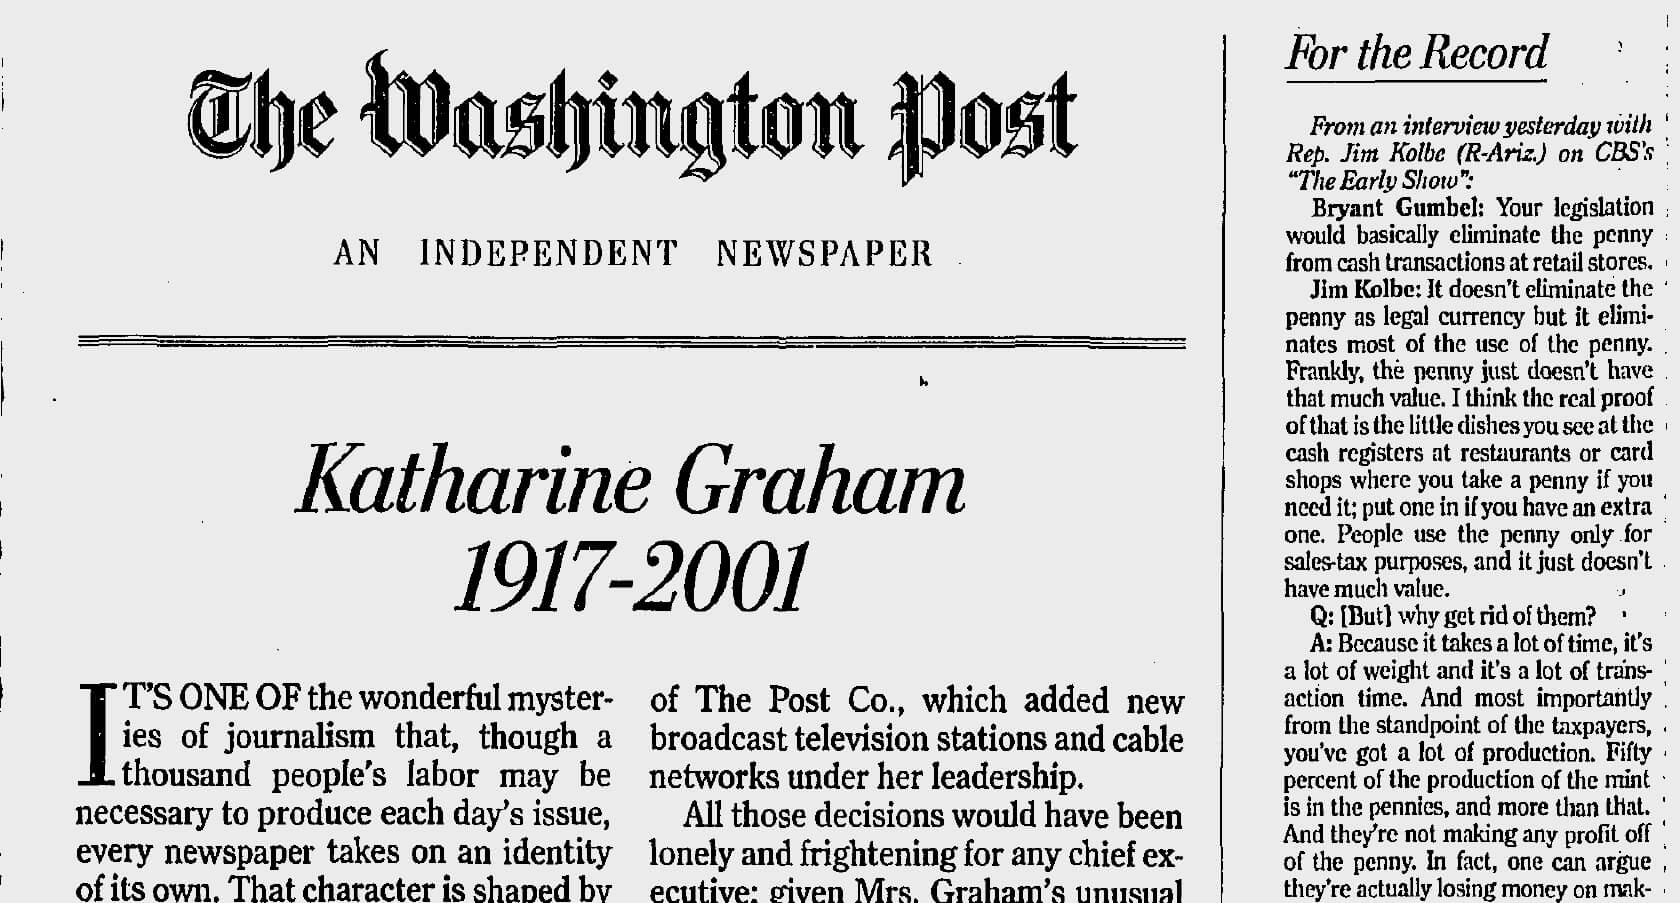 The Washington Post
AN INDEPENDENT NEWSPAPER
Katharine Graham
1917-2001
IT'S ONE OF the wonderful myster-
ies of journalism that, though a
thousand people's labor may be
necessary to produce each day's issue,
every newspaper takes on an identity
of its own. That character is shaped by
of The Post Co., which added new
broadcast television stations and cable
networks under her leadership.
All those decisions would have been
lonely and frightening for any chief ex-
ecutive; given Mrs. Graham's unusual
For the Record
From an interview yesterday with
Rep. Jim Kolbe (R-Ariz.) on CBS's
“The Early Show”:
Bryant Gumbel: Your legislation
would basically eliminate the penny
from cash transactions at retail stores.
Jim Kolbe: It doesn't eliminate the
penny as legal currency but it elimi-
nates most of the use of the penny.
Frankly, the penny just doesn't have
that much value. I think the real proof
of that is the little dishes you see at the
cash registers at restaurants or card
shops where you take a penny if you
need it; put one in if you have an extra
one. People use the penny only for
sales-tax purposes, and it just doesn't
have much value.
Q: [But] why get rid of them?
A: Because it takes a lot of time, it's
a lot of weight and it's a lot of trans-
action time. And most importantly
from the standpoint of the taxpayers,
you've got a lot of production. Fifty
percent of the production of the mint
is in the pennies, and more than that.
And they're not making any profit off
of the penny. In fact, one can argue
they're actually losing money on mak-